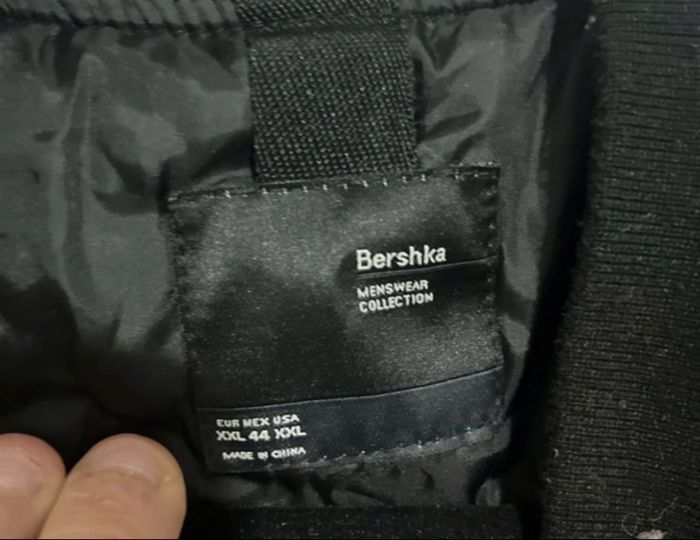 Bershka
MENSWEAR
COLLECTION
EUR MEX USA
XXL 44 XXL
MADE IN CHINA